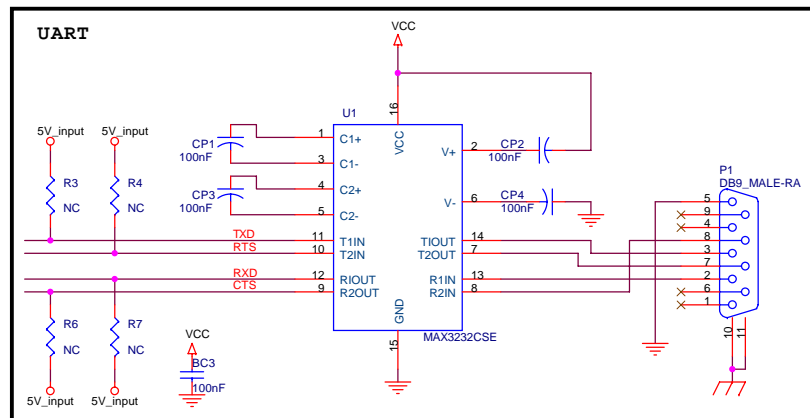 UART
VCC
U1
16
5V_input
5V_input
R3
NC
R4
NC
CP1
100nF
CP3
100nF
1
3
4
5
11
10
12
9
C1+
C1-
C2+
C2-
T1IN
T2IN
RIOUT
R2OUT
VCC
GND
V+
V-
TIOUT
T2OUT
R1IN
R2IN
2
6
14
7
13
8
CP2
100nF
CP4
100nF
TXD
RTS
RXD
CTS
P1
DB9_MALE-RA
5
9
4
8
3
7
2
6
1
10
11
MAX3232CSE
15
R6
NC
R7
NC
5V_input
5V_input
VCC
BC3
100nF